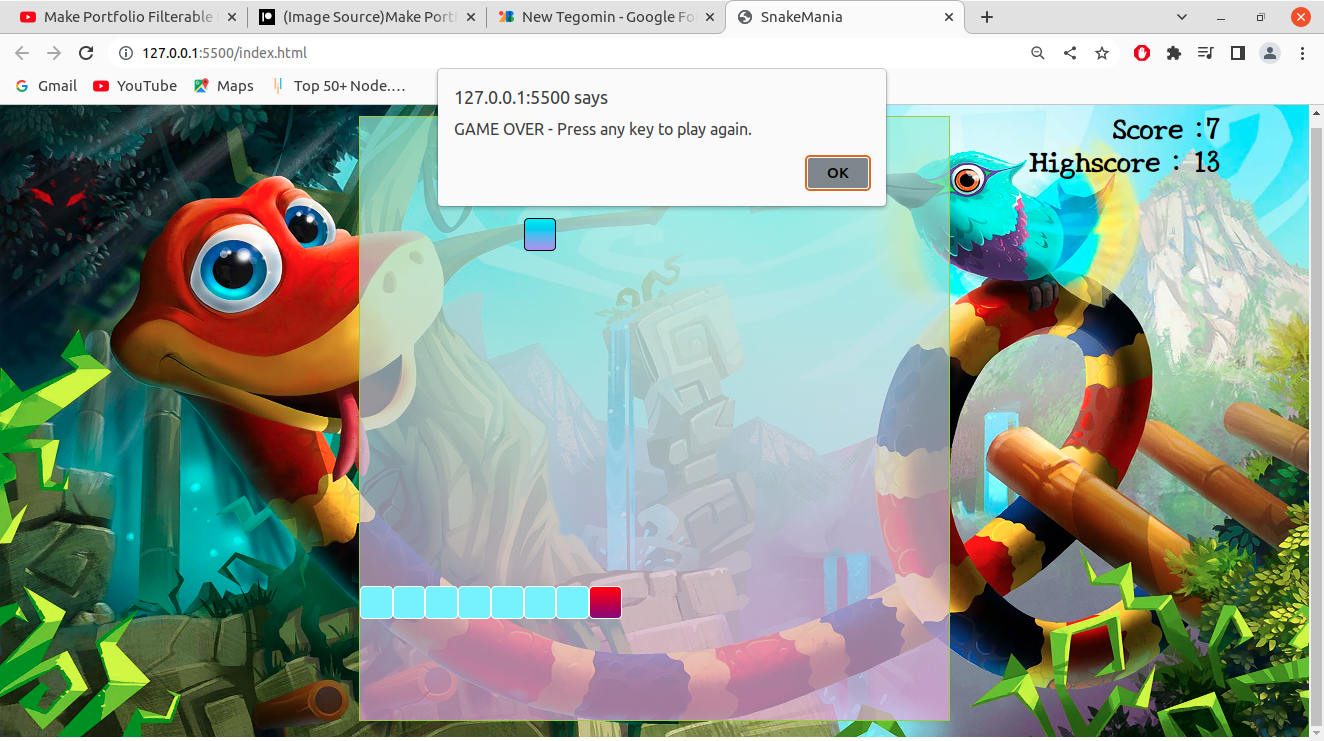 Make Portfolio Filterable
(Image Source)Make Portf
New Tegomin - Google Fo
SnakeMania
127.0.0.1:5500/index.html
Gmail
YouTube
Maps
Top 50+ Node.…
127.0.0.1:5500 says
GAME OVER - Press any key to play again.
OK
Score :7
Highscore : 13